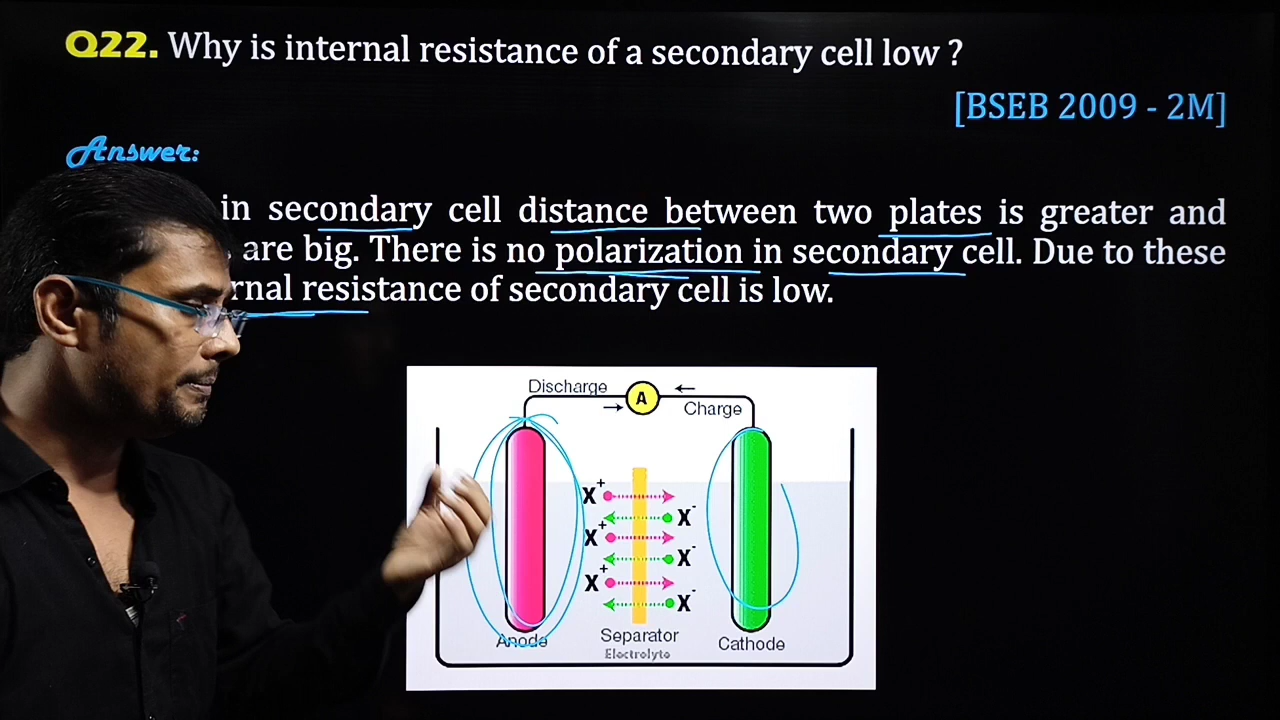 Q22. Why is internal resistance of a secondary cell low ?
[BSEB 2009 - 2M]
Answer:
in secondary cell distance between two plates is greater and
are big. There is no polarization in secondary cell. Due to these
resistance of secondary cell is low.
Discharge
A
Charge
X+
X-
X+
X-
X+
X-
Anode
Separator
Cathode
Electrolyte